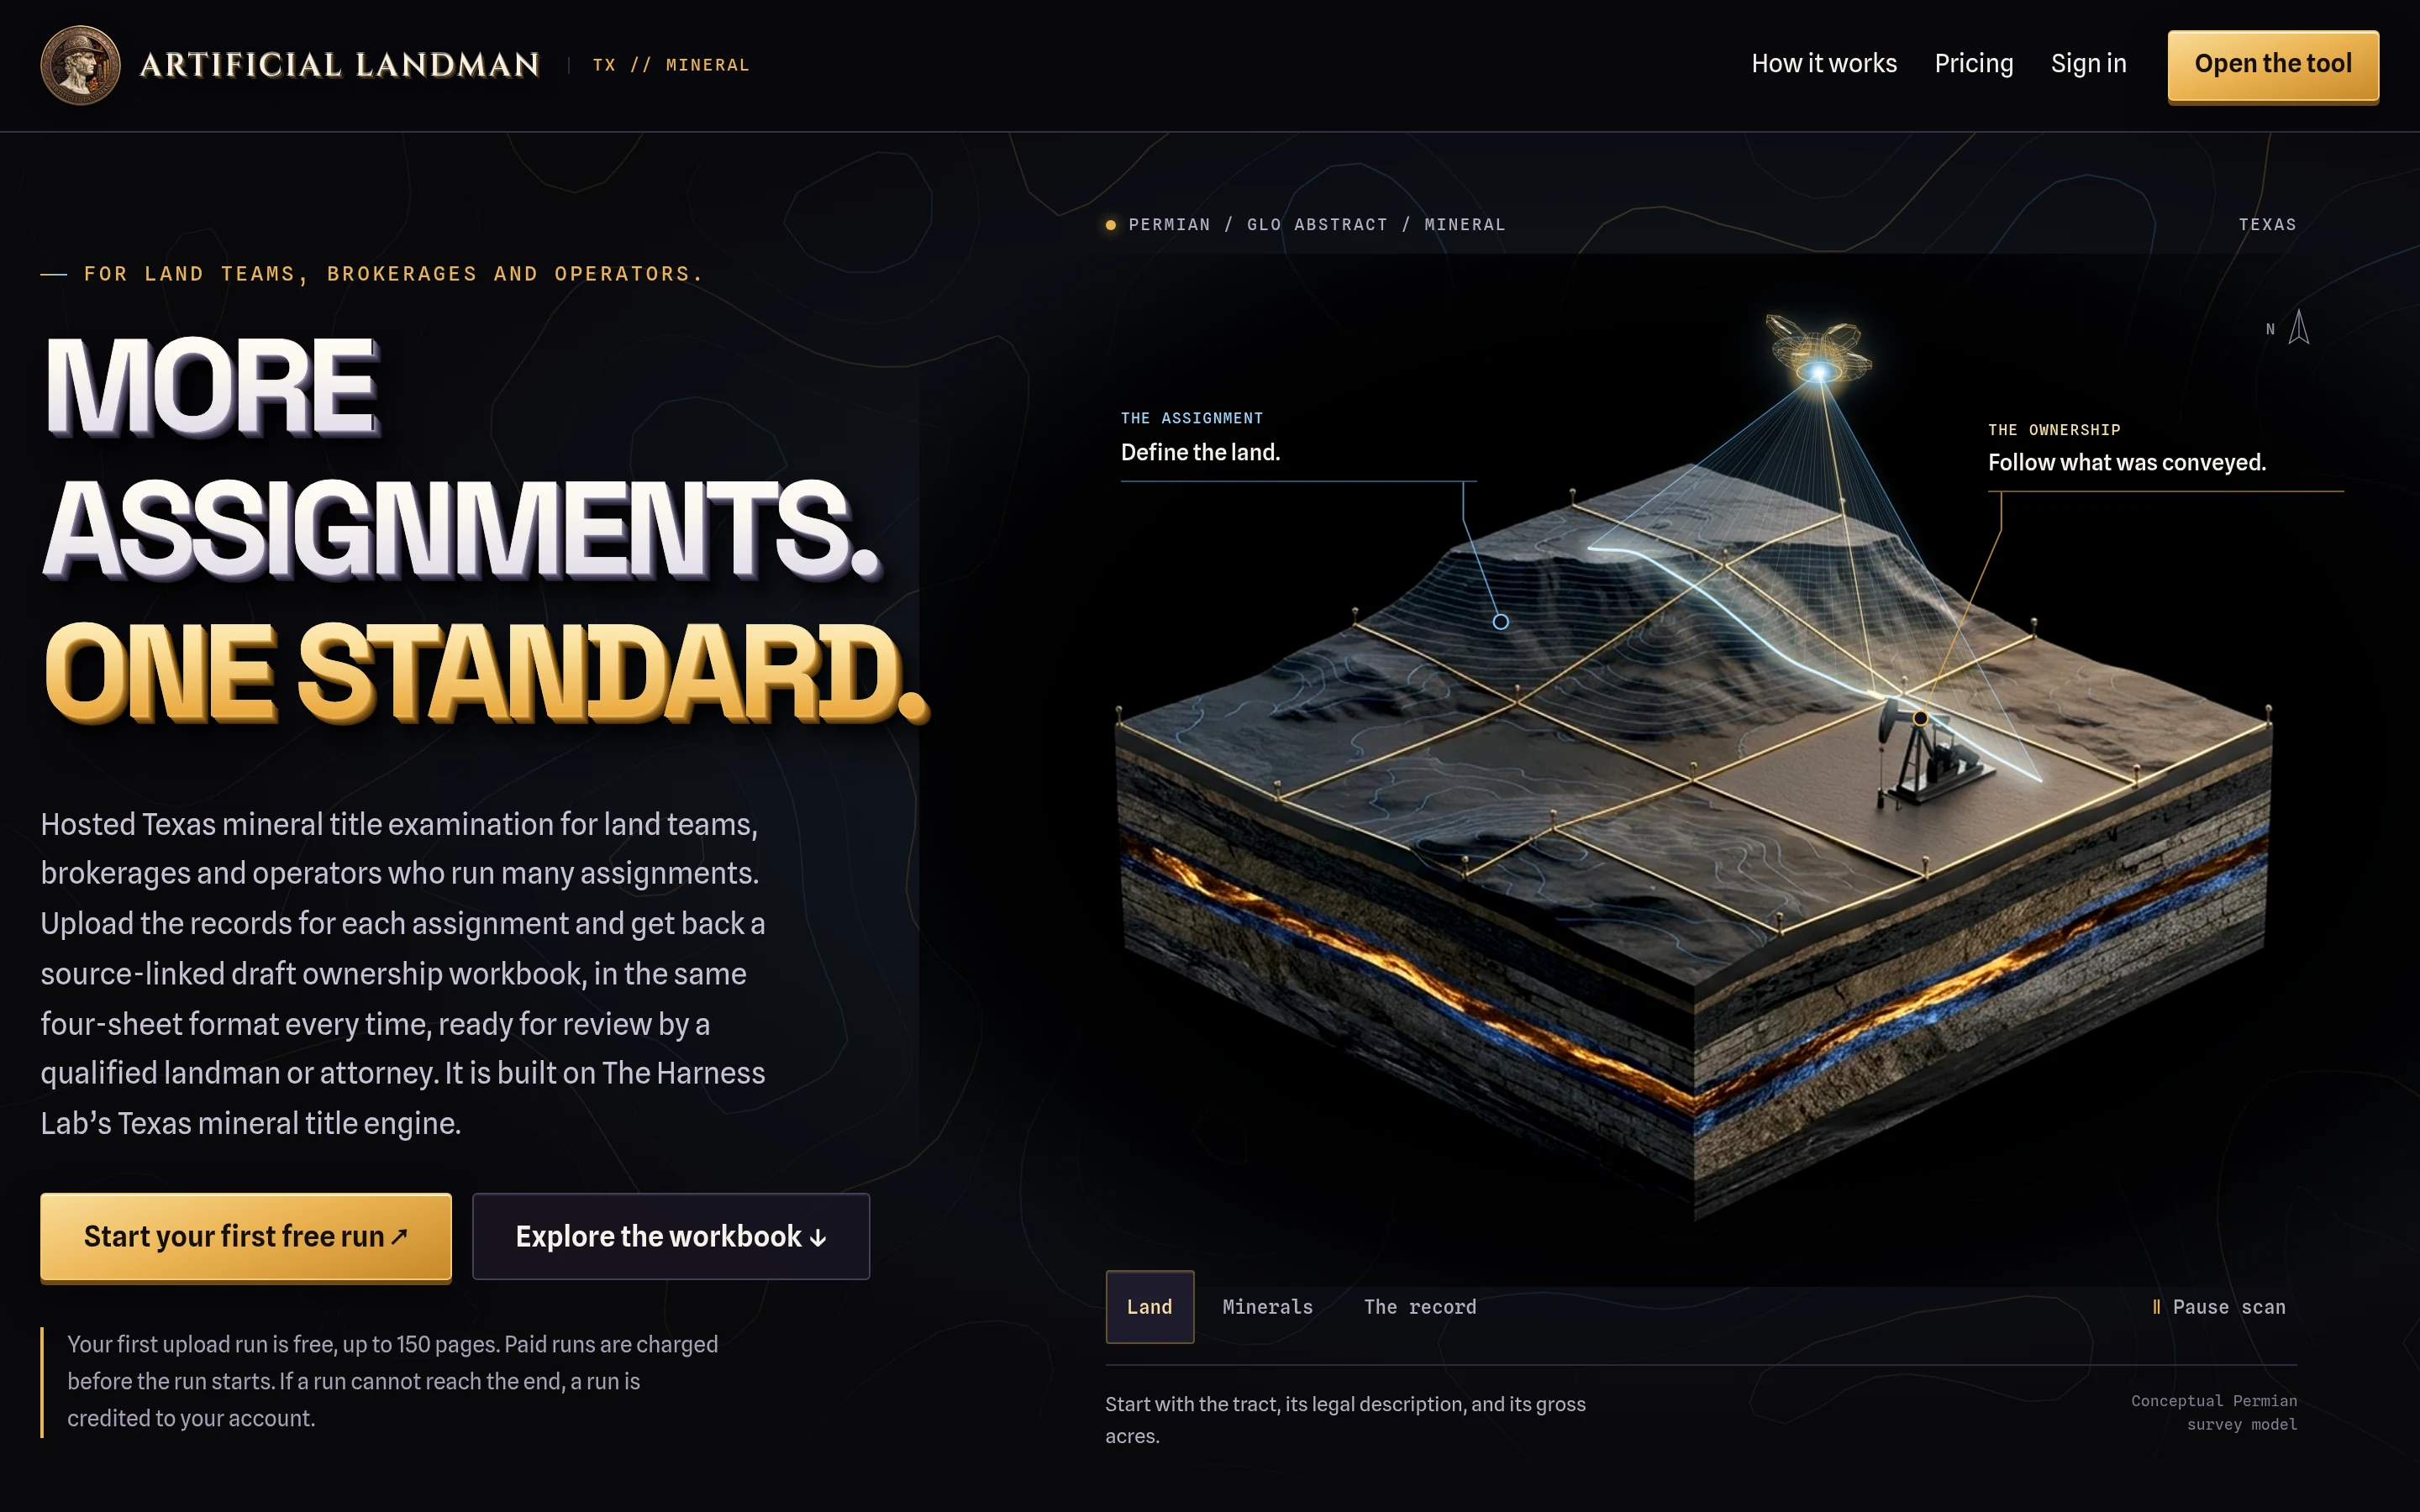 ARTIFICIAL LANDMAN
TX // MINERAL
How it works
Pricing
Sign in
Open the tool
FOR LAND TEAMS, BROKERAGES AND OPERATORS.
MORE
ASSIGNMENTS.
ONE STANDARD.
Hosted Texas mineral title examination for land teams,
brokerages and operators who run many assignments.
Upload the records for each assignment and get back a
source-linked draft ownership workbook, in the same
four-sheet format every time, ready for review by a
qualified landman or attorney. It is built on The Harness
Lab’s Texas mineral title engine.
Start your first free run ↗
Explore the workbook ↓
Your first upload run is free, up to 150 pages. Paid runs are charged
before the run starts. If a run cannot reach the end, a run is
credited to your account.
PERMIAN / GLO ABSTRACT / MINERAL
TEXAS
N
THE ASSIGNMENT
Define the land.
THE OWNERSHIP
Follow what was conveyed.
Land
Minerals
The record
Pause scan
Start with the tract, its legal description, and its gross
acres.
Conceptual Permian
survey model